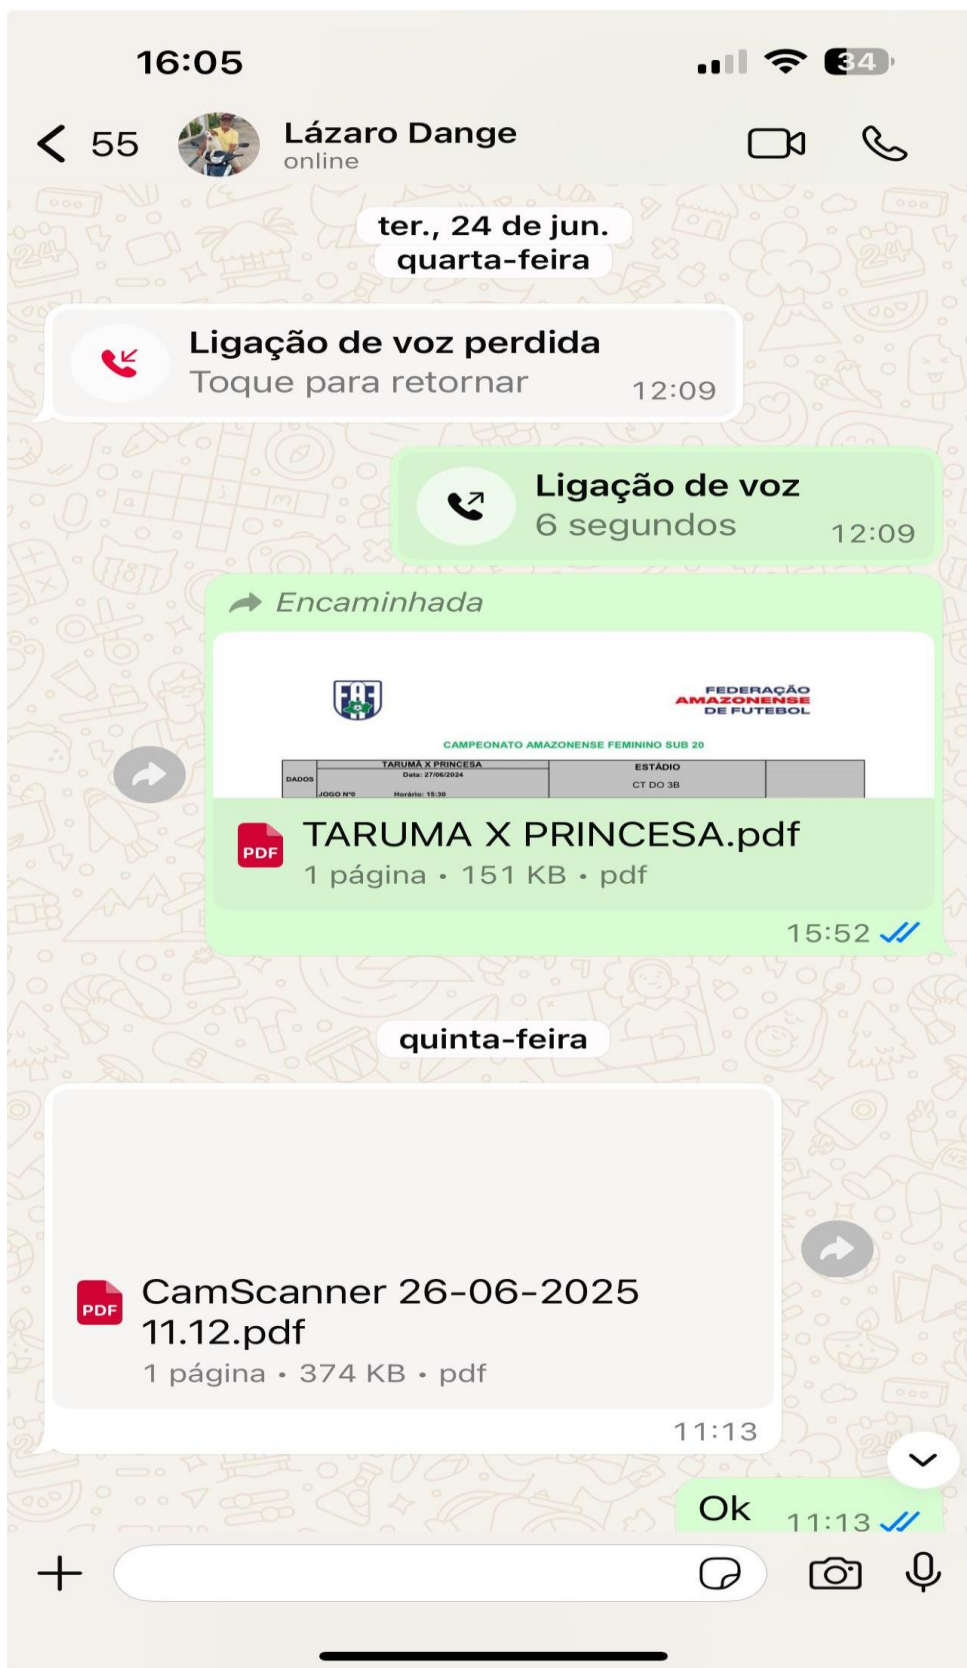 16:05
34
55
Lázaro Dange
online
ter., 24 de jun.
quarta-feira
Ligação de voz perdida
Toque para retornar
12:09
Ligação de voz
6 segundos
12:09
Encaminhada
FAF
FEDERAÇÃO
AMAZONENSE
DE FUTEBOL
CAMPEONATO AMAZONENSE FEMININO SUB 20
DADOS
TARUMÃ X PRINCESA
Data: 27/06/2024
JOGO Nº0
Horário: 15:30
ESTÁDIO
CT DO 3B
PDF
TARUMA X PRINCESA.pdf
1 página • 151 KB • pdf
15:52
quinta-feira
PDF
CamScanner 26-06-2025
11.12.pdf
1 página • 374 KB • pdf
11:13
Ok
11:13